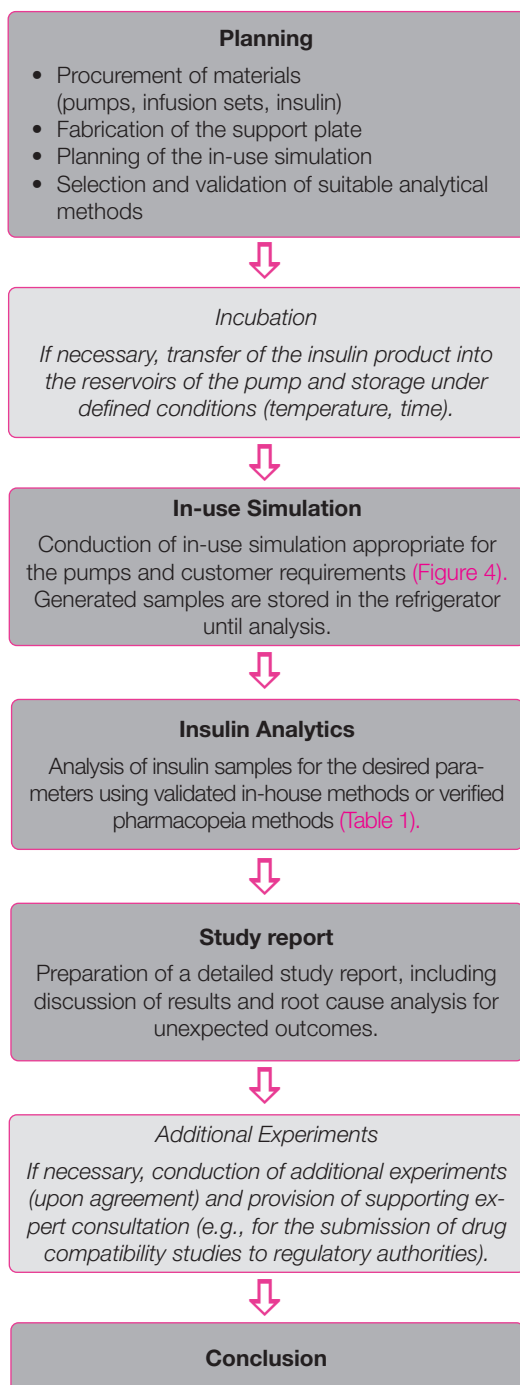 Planning
• Procurement of materials
(pumps, infusion sets, insulin)
• Fabrication of the support plate
• Planning of the in-use simulation
• Selection and validation of suitable analytical
methods
Incubation
If necessary, transfer of the insulin product into
the reservoirs of the pump and storage under
defined conditions (temperature, time).
In-use Simulation
Conduction of in-use simulation appropriate for
the pumps and customer requirements (Figure 4).
Generated samples are stored in the refrigerator
until analysis.
Insulin Analytics
Analysis of insulin samples for the desired para-
meters using validated in-house methods or verified
pharmacopeia methods (Table 1).
Study report
Preparation of a detailed study report, including
discussion of results and root cause analysis for
unexpected outcomes.
Additional Experiments
If necessary, conduction of additional experiments
(upon agreement) and provision of supporting ex-
pert consultation (e.g., for the submission of drug
compatibility studies to regulatory authorities).
Conclusion